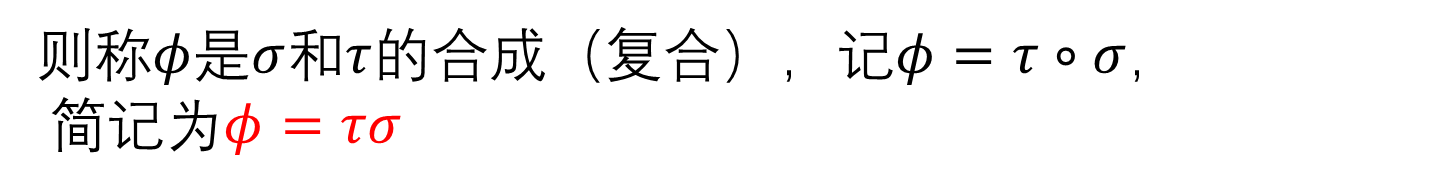 则称𝜙是𝜎和𝜏的合成（复合），记𝜙 = 𝜏 ∘ 𝜎,
简记为𝜙 = 𝜏𝜎